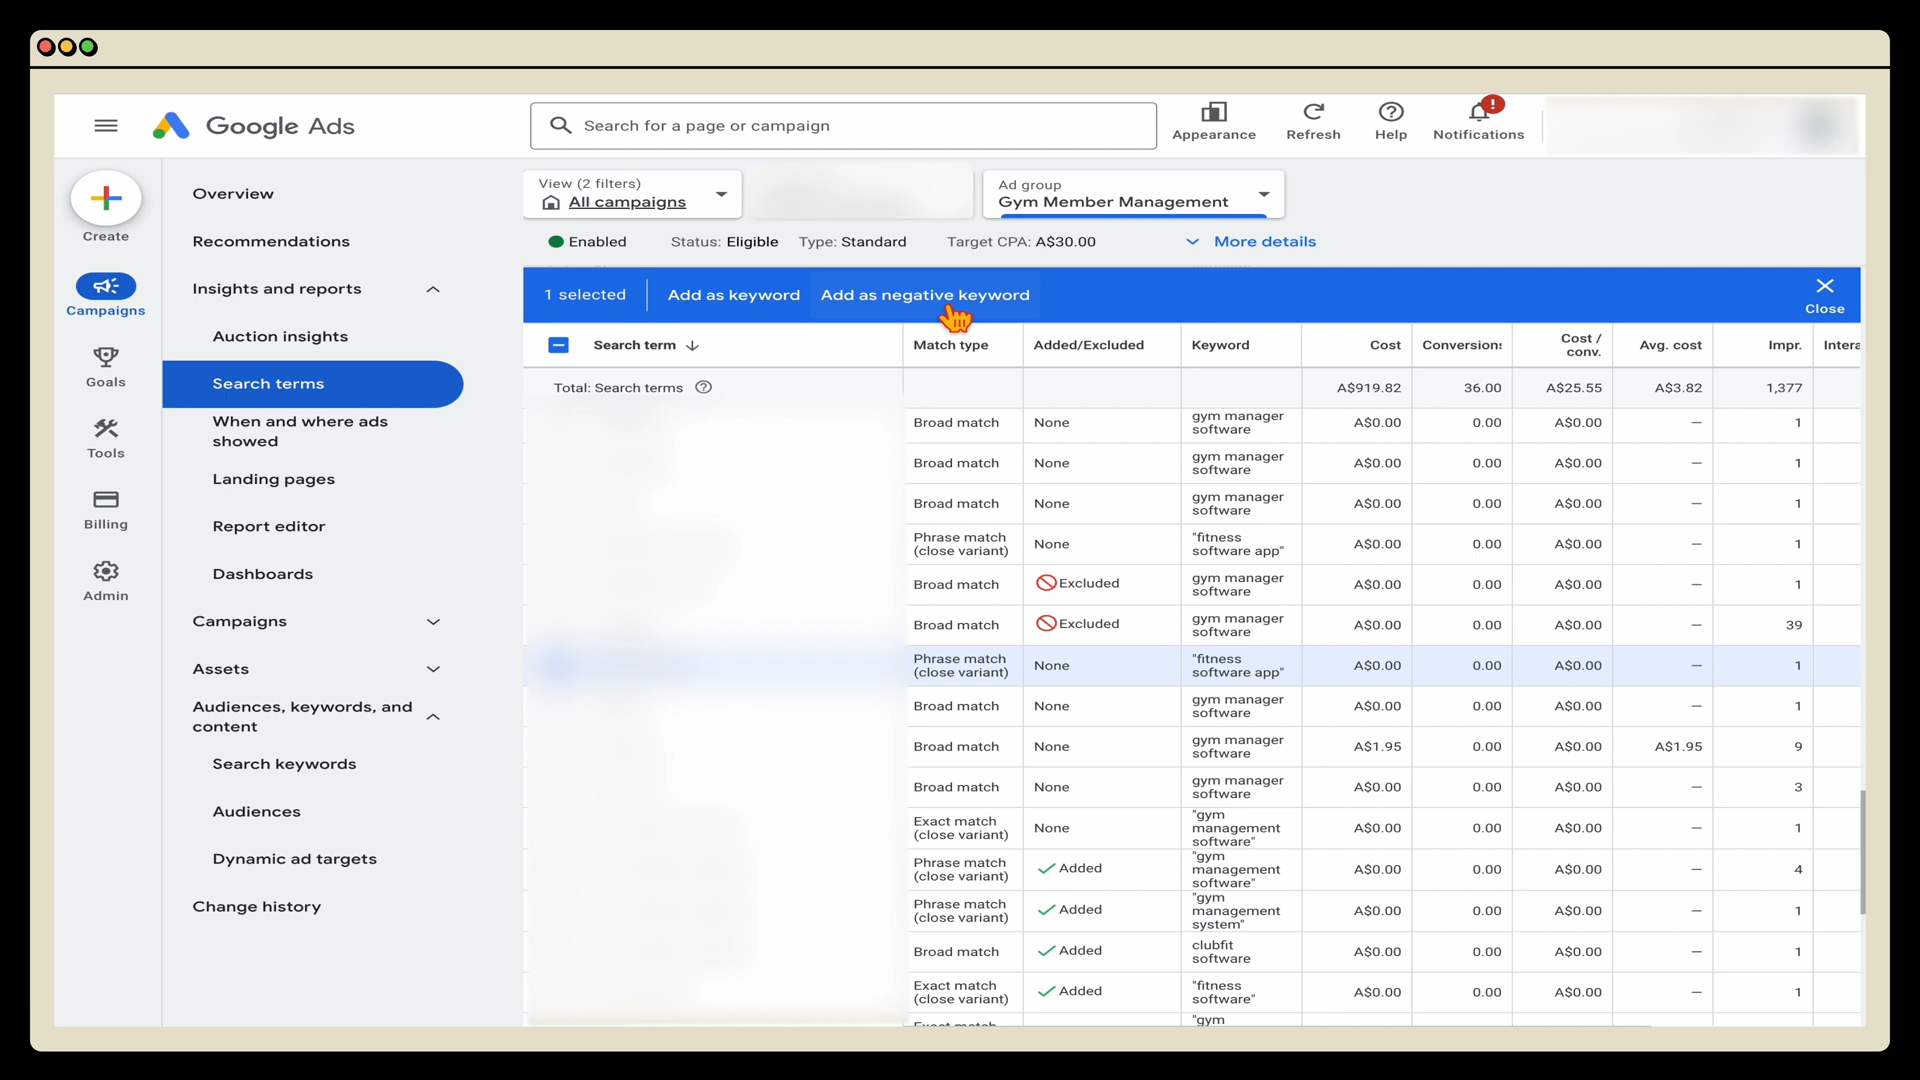 Google Ads
Search for a page or campaign
Appearance
Refresh
Help
Notifications
!
Create
Campaigns
Goals
Tools
Billing
Admin
Overview
Recommendations
Insights and reports
Auction insights
Search terms
When and where ads
showed
Landing pages
Report editor
Dashboards
Campaigns
Assets
Audiences, keywords, and
content
Search keywords
Audiences
Dynamic ad targets
Change history
View (2 filters)
All campaigns
Ad group
Gym Member Management
Enabled Status: Eligible Type: Standard Target CPA: A$30.00 More details
1 selected Add as keyword Add as negative keyword Close
Search term Match type Added/Excluded Keyword Cost Conversions Cost / conv. Avg. cost Impr. Intera
Total: Search terms A$919.82 36.00 A$25.55 A$3.82 1,377
Broad match None gym manager software A$0.00 0.00 A$0.00 — 1
Broad match None gym manager software A$0.00 0.00 A$0.00 — 1
Broad match None gym manager software A$0.00 0.00 A$0.00 — 1
Phrase match (close variant) None "fitness software app" A$0.00 0.00 A$0.00 — 1
Broad match Excluded gym manager software A$0.00 0.00 A$0.00 — 1
Broad match Excluded gym manager software A$0.00 0.00 A$0.00 — 39
Phrase match (close variant) None "fitness software app" A$0.00 0.00 A$0.00 — 1
Broad match None gym manager software A$0.00 0.00 A$0.00 — 1
Broad match None gym manager software A$1.95 0.00 A$0.00 A$1.95 9
Broad match None gym manager software A$0.00 0.00 A$0.00 — 3
Exact match (close variant) None "gym management software" A$0.00 0.00 A$0.00 — 1
Phrase match (close variant) Added "gym management software" A$0.00 0.00 A$0.00 — 4
Phrase match (close variant) Added "gym management system" A$0.00 0.00 A$0.00 — 1
Broad match Added clubfit software A$0.00 0.00 A$0.00 — 1
Exact match (close variant) Added "fitness software" A$0.00 0.00 A$0.00 — 1
Exact match "gym